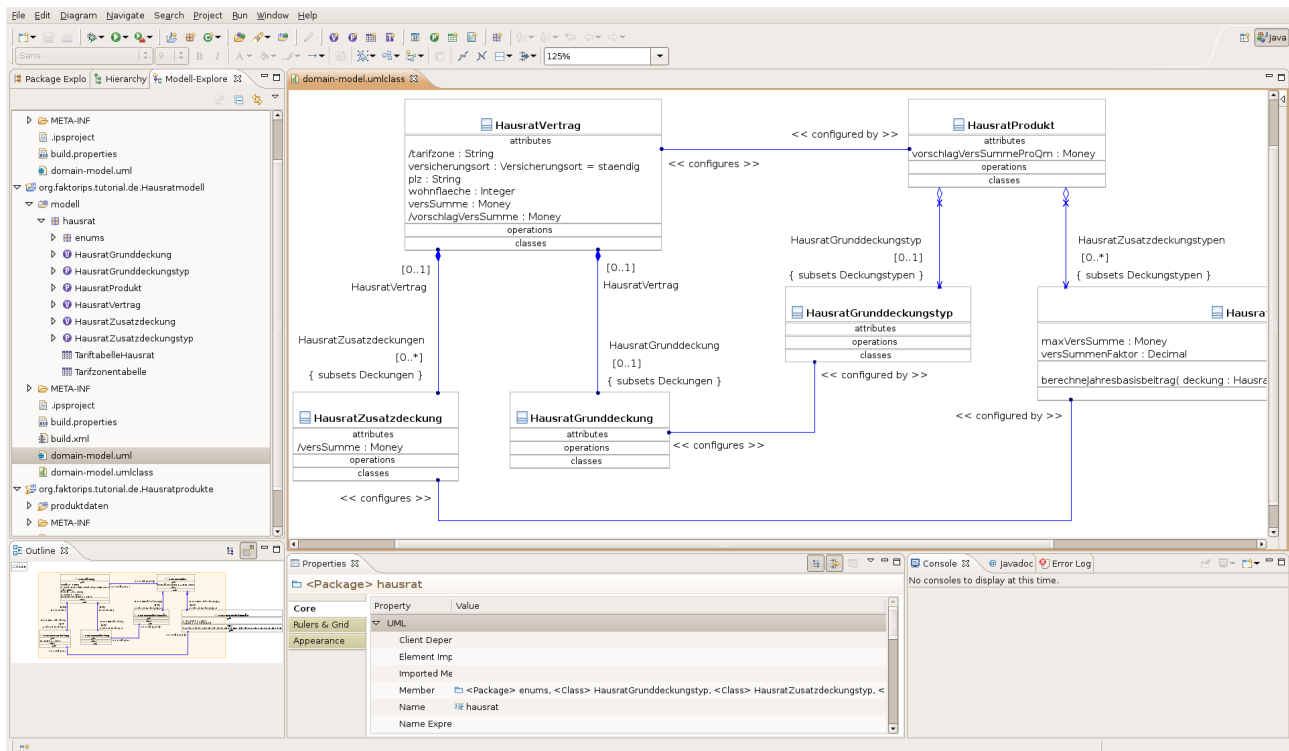 File Edit Diagram Navigate Search Project Run Window Help
Java
Sans 9 B I A 125%
Package Explo Hierarchy Modell-Explore
META-INF
.ipsproject
build.properties
domain-model.uml
org.faktorips.tutorial.de.Hausratmodell
modell
hausrat
enums
HausratGrunddeckung
HausratGrunddeckungstyp
HausratProdukt
HausratVertrag
HausratZusatzdeckung
HausratZusatzdeckungstyp
TariftabelleHausrat
Tarifzonentabelle
META-INF
.ipsproject
build.properties
build.xml
domain-model.uml
domain-model.umlclass
org.faktorips.tutorial.de.Hausratprodukte
produktdaten
META-INF
domain-model.umlclass
HausratVertrag
attributes
/tarifzone : String
versicherungsort : Versicherungsort = staendig
plz : String
wohnflaeche : Integer
versSumme : Money
/vorschlagVersSumme : Money
operations
classes
<< configured by >>
<< configures >>
HausratProdukt
attributes
vorschlagVersSummeProQm : Money
operations
classes
[0..1]
HausratVertrag
[0..1]
HausratVertrag
HausratGrunddeckungstyp
[0..1]
{ subsets Deckungstypen }
HausratZusatzdeckungstypen
[0..*]
{ subsets Deckungstypen }
HausratZusatzdeckungen
[0..*]
{ subsets Deckungen }
HausratGrunddeckung
[0..1]
{ subsets Deckungen }
HausratGrunddeckungstyp
attributes
operations
classes
Hausrat
maxVersSumme : Money
versSummenFaktor : Decimal
berechneJahresbasisbeitrag( deckung : Hausra
<< configured by >>
<< configured by >>
HausratZusatzdeckung
attributes
/versSumme : Money
operations
classes
HausratGrunddeckung
attributes
operations
classes
<< configures >>
<< configures >>
Outline
Properties
<Package> hausrat
Core
Rulers & Grid
Appearance
Property Value
UML
Client Deper
Element Imp
Imported Me
Member <Package> enums, <Class> HausratGrunddeckungstyp, <Class> HausratZusatzdeckungstyp, <
Name hausrat
Name Expre
Console Javadoc Error Log
No consoles to display at this time.